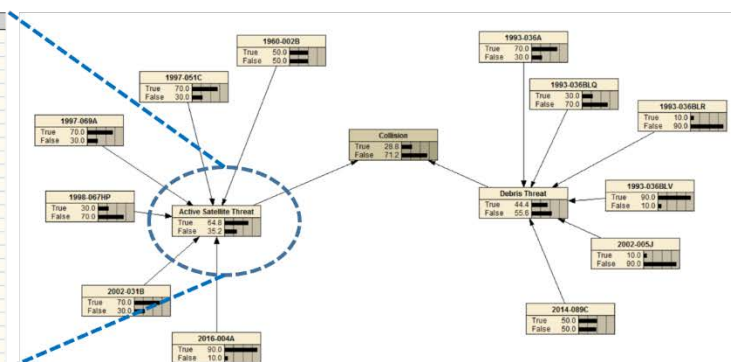 1960-002B
True 50.0
False 50.0
1997-051C
True 70.0
False 30.0
1997-069A
True 70.0
False 30.0
1998-067HP
True 30.0
False 70.0
2002-031B
True 70.0
False 30.0
2016-004A
True 90.0
False 10.0
Active Satellite Threat
True 64.8
False 35.2
Collision
True 28.8
False 71.2
1993-036A
True 70.0
False 30.0
1993-036BLQ
True 30.0
False 70.0
1993-036BLR
True 10.0
False 90.0
1993-036BLV
True 90.0
False 10.0
Debris Threat
True 44.4
False 55.6
2002-005J
True 10.0
False 90.0
2014-089C
True 50.0
False 50.0